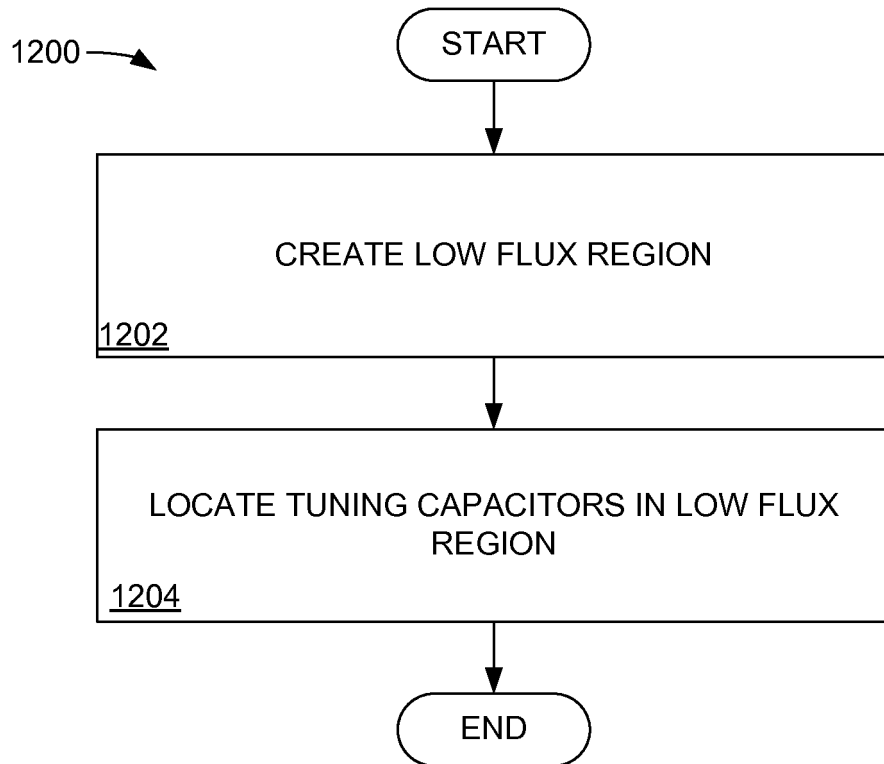 1200
START
CREATE LOW FLUX REGION
1202
LOCATE TUNING CAPACITORS IN LOW FLUX
REGION
1204
END